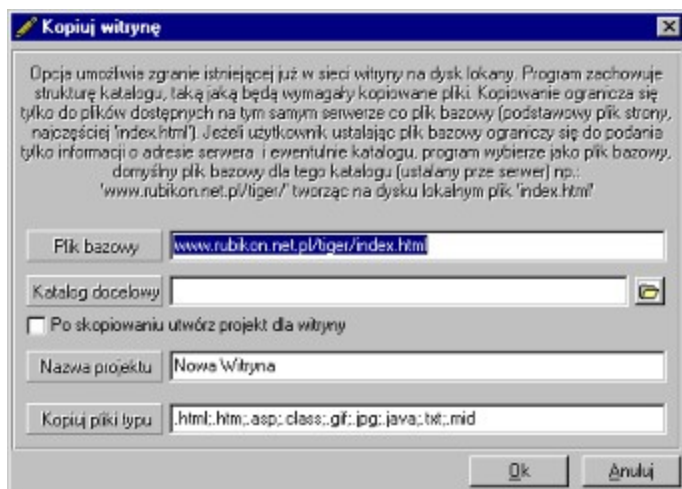 Kopiuj witrynę
Opcja umożliwia zgranie istniejącej już w sieci witryny na dysk lokany. Program zachowuje
strukturę katalogu, taką jaką będą wymagały kopiowane pliki. Kopiowanie ogranicza się
tylko do plików dostępnych na tym samym serwerze co plik bazowy (podstawowy plik strony,
najczęściej 'index.html'). Jeżeli użytkownik ustalając plik bazowy ograniczy się do podania
tylko informacji o adresie serwera i ewentulnie katalogu, program wybierze jako plik bazowy,
domyślny plik bazowy dla tego katalogu (ustalany prze serwer) np.:
'www.rubikon.net.pl/tiger/' tworząc na dysku lokalnym plik 'index.html'
Plik bazowy www.rubikon.net.pl/tiger/index.html
Katalog docelowy
Po skopiowaniu utwórz projekt dla witryny
Nazwa projektu Nowa Witryna
Kopiuj pliki typu .html;.htm;.asp;.class;.gif;.jpg;.java;.txt;.mid
Ok Anuluj